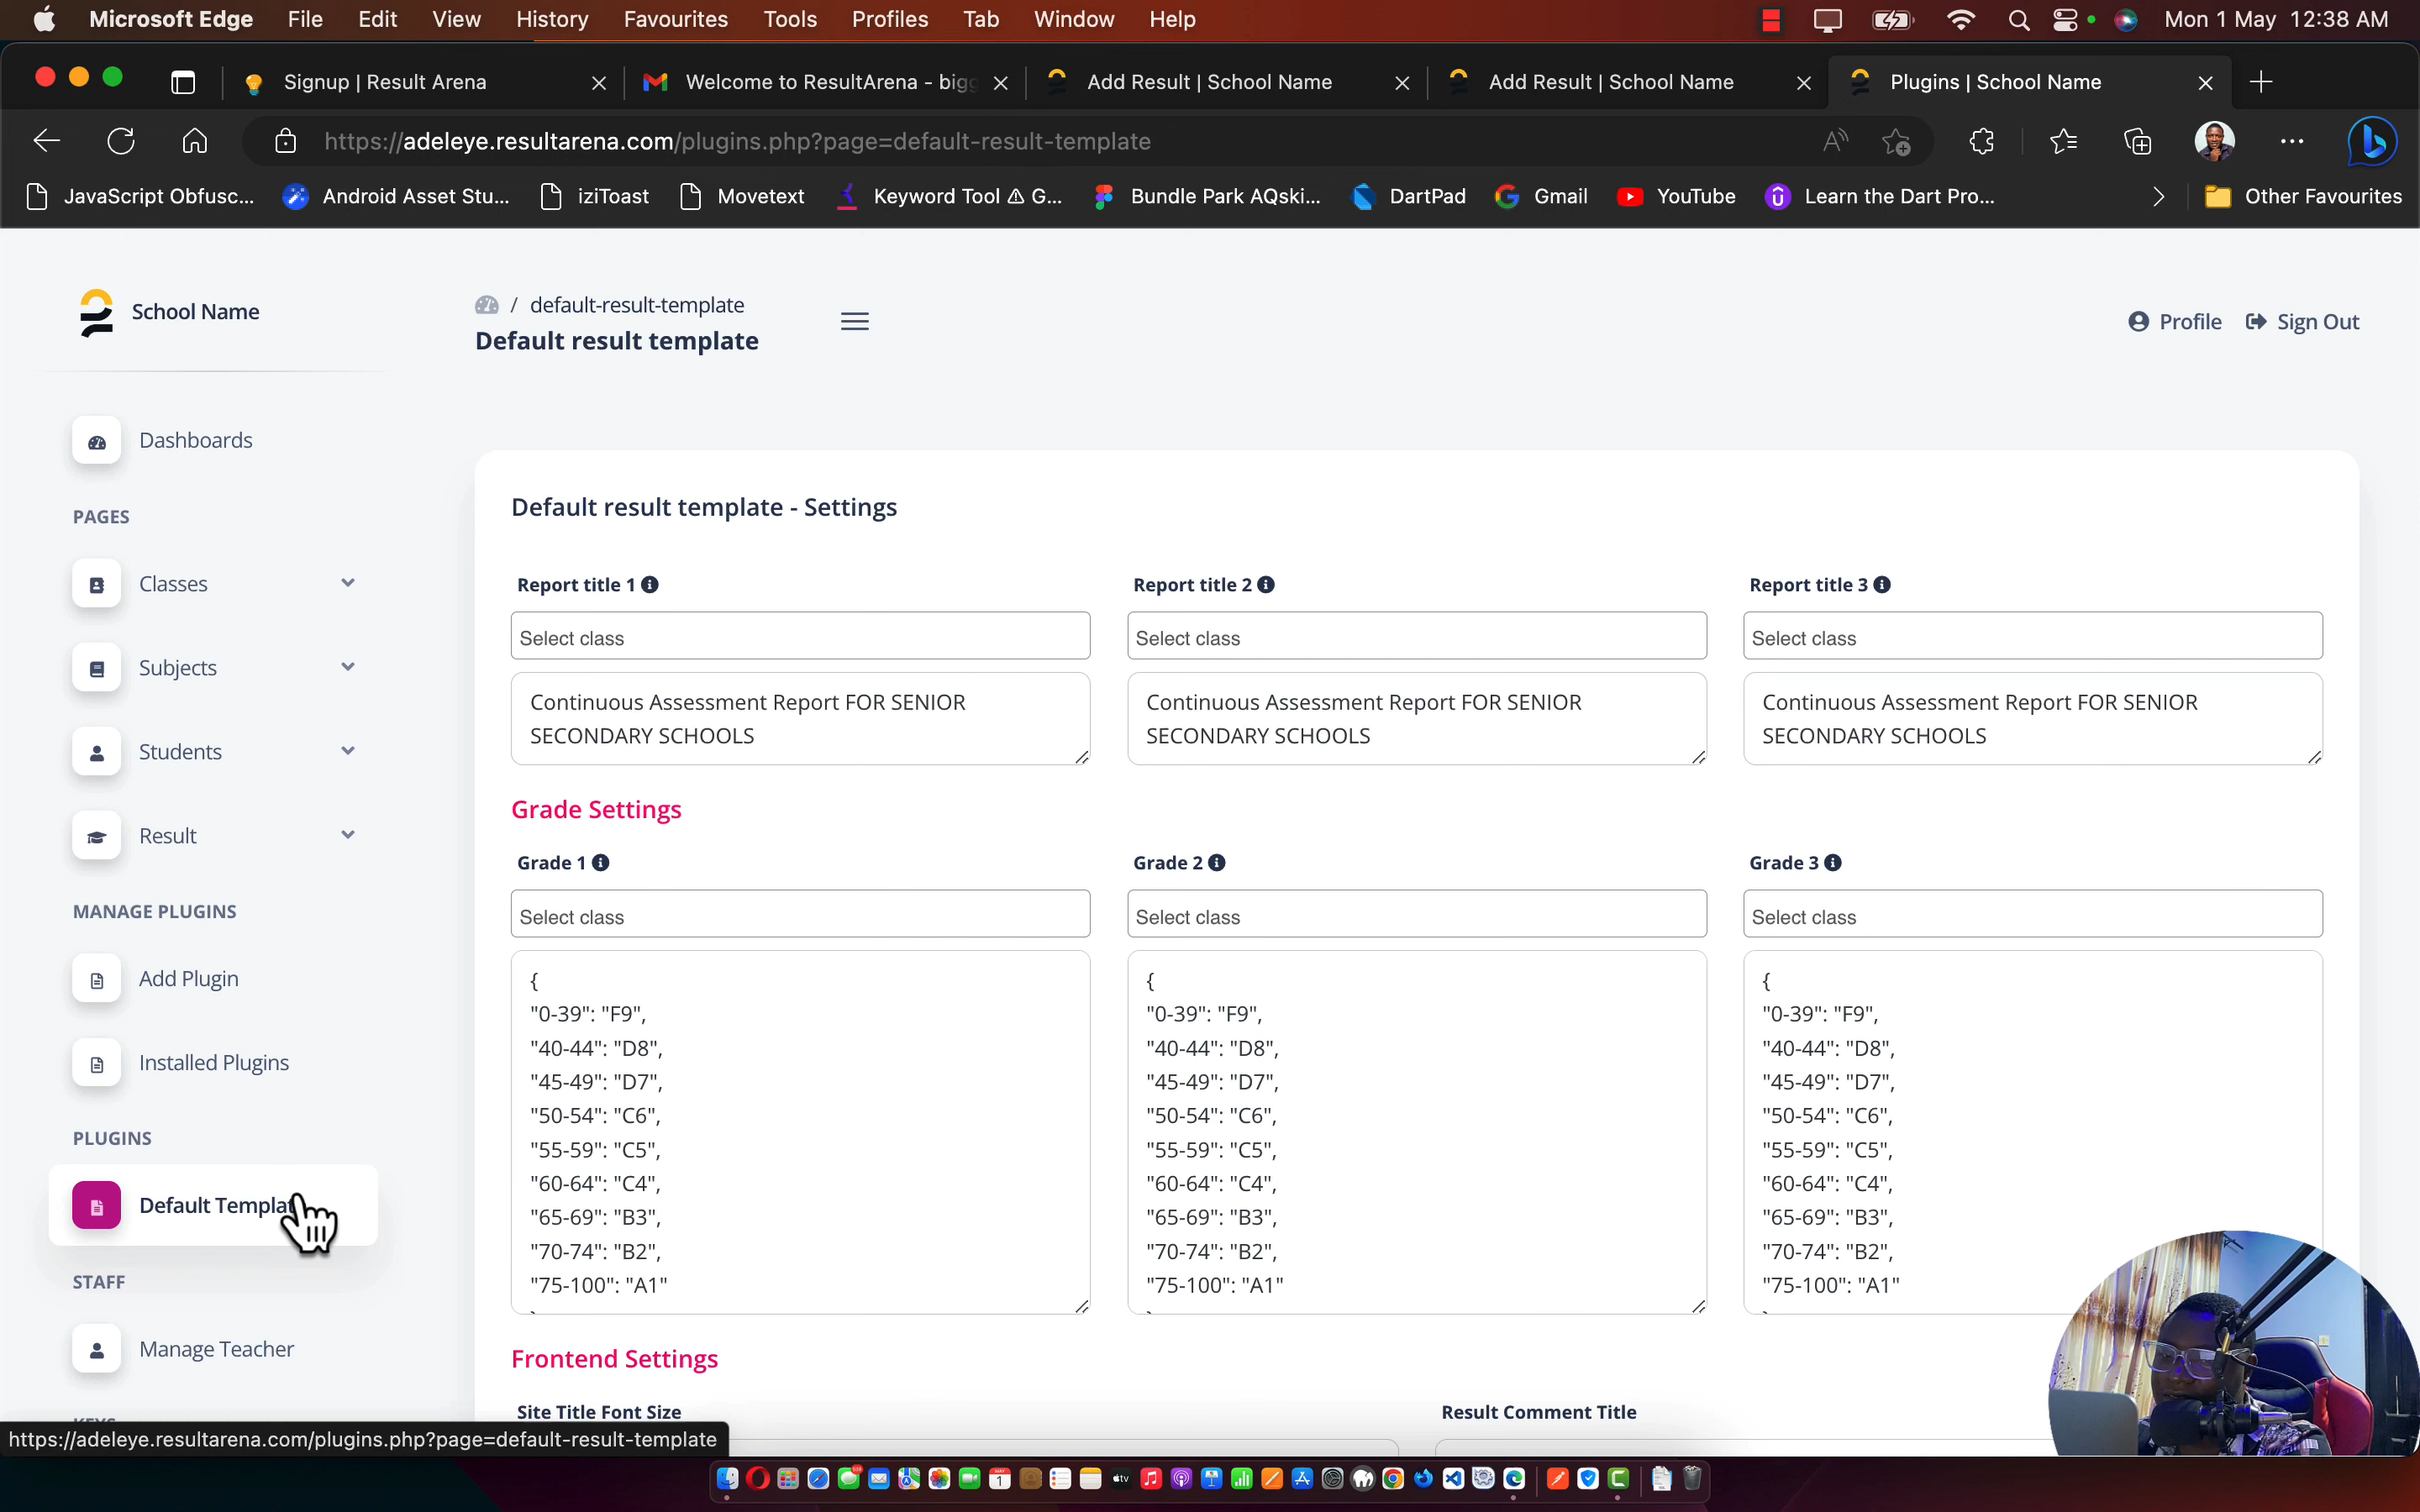 Microsoft Edge File Edit View History Favourites Tools Profiles Tab Window Help Mon 1 May 12:38 AM
Signup | Result Arena Welcome to ResultArena - big Add Result | School Name Add Result | School Name Plugins | School Name
https://adeleye.resultarena.com/plugins.php?page=default-result-template
JavaScript Obfusc... Android Asset Stu... iziToast Movetext Keyword Tool ⚠ G... Bundle Park AQski... DartPad Gmail YouTube Learn the Dart Pro... Other Favourites
School Name
/ default-result-template
Default result template
Profile Sign Out
Dashboards
PAGES
Classes
Subjects
Students
Result
MANAGE PLUGINS
Add Plugin
Installed Plugins
PLUGINS
Default Templat
STAFF
Manage Teacher
Default result template - Settings
Report title 1 Report title 2 Report title 3
Select class Select class Select class
Continuous Assessment Report FOR SENIOR Continuous Assessment Report FOR SENIOR Continuous Assessment Report FOR SENIOR
SECONDARY SCHOOLS SECONDARY SCHOOLS SECONDARY SCHOOLS
Grade Settings
Grade 1 Grade 2 Grade 3
Select class Select class Select class
{ { {
"0-39": "F9", "0-39": "F9", "0-39": "F9",
"40-44": "D8", "40-44": "D8", "40-44": "D8",
"45-49": "D7", "45-49": "D7", "45-49": "D7",
"50-54": "C6", "50-54": "C6", "50-54": "C6",
"55-59": "C5", "55-59": "C5", "55-59": "C5",
"60-64": "C4", "60-64": "C4", "60-64": "C4",
"65-69": "B3", "65-69": "B3", "65-69": "B3",
"70-74": "B2", "70-74": "B2", "70-74": "B2",
"75-100": "A1" "75-100": "A1" "75-100": "A1"
Frontend Settings
Site Title Font Size Result Comment Title
https://adeleye.resultarena.com/plugins.php?page=default-result-template